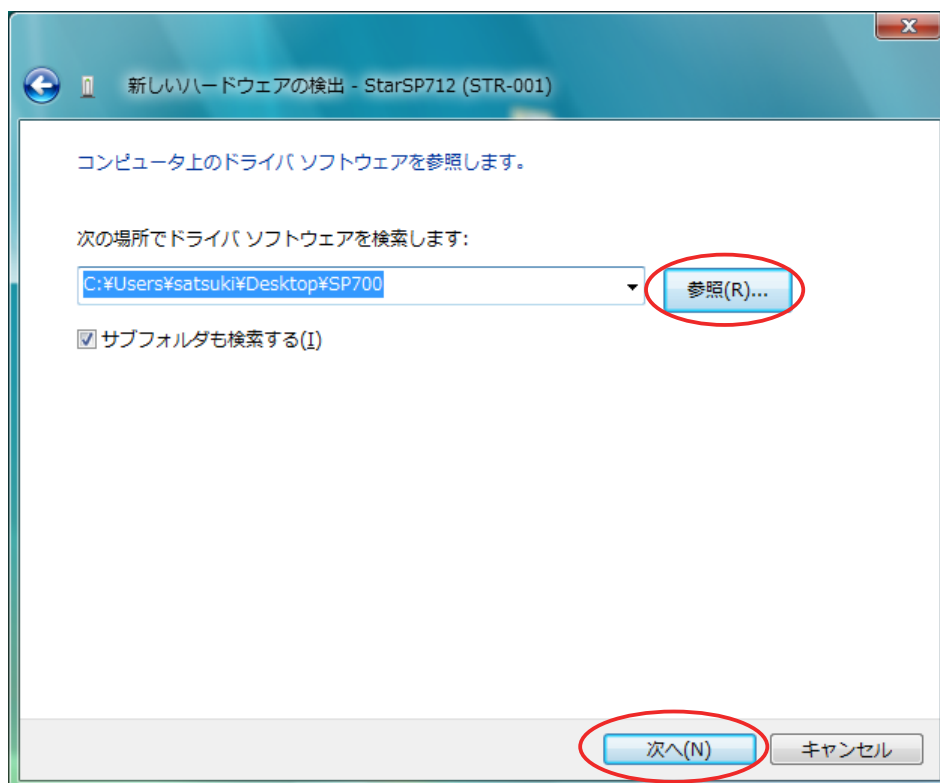 新しいハードウェアの検出 - StarSP712 (STR-001)
コンピュータ上のドライバ ソフトウェアを参照します。
次の場所でドライバ ソフトウェアを検索します:
C:¥Users¥satsuki¥Desktop¥SP700
参照(R)...
サブフォルダも検索する(I)
次へ(N)
キャンセル